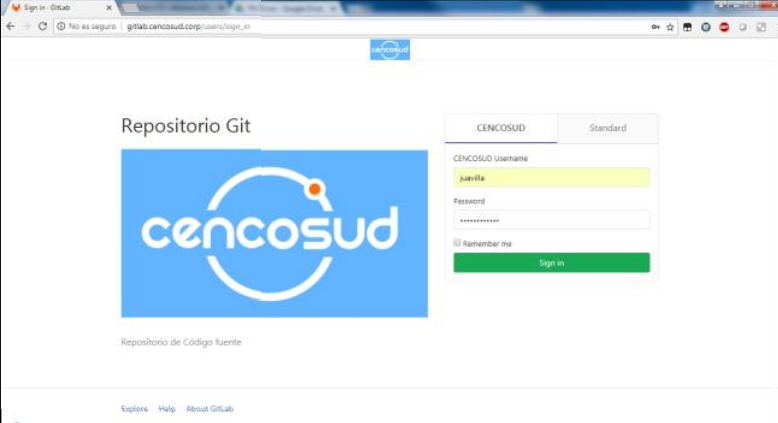 Sign in · GitLab
No es seguro | gitlab.cencosud.corp/users/sign_in
cencosud
Repositorio Git
CENCOSUD
Standard
cencosud
CENCOSUD Username
juavilla
Password
••••••••••••
Remember me
Sign in
Repositorio de Código fuente
Explore Help About GitLab